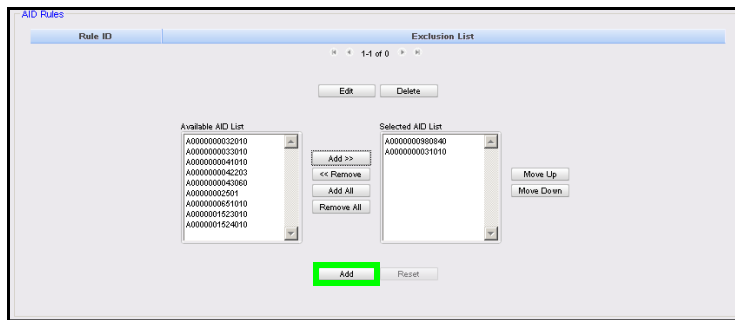 AID Rules
Rule ID Exclusion List
1-1 of 0
Edit Delete
Available AID List Selected AID List
A0000000032010 A0000000980840
A0000000033010 A0000000031010
A0000000041010
A0000000042203
A0000000043060
A00000002501
A0000000651010
A0000001523010
A0000001524010
Add >>
<< Remove
Add All
Remove All
Move Up
Move Down
Add Reset